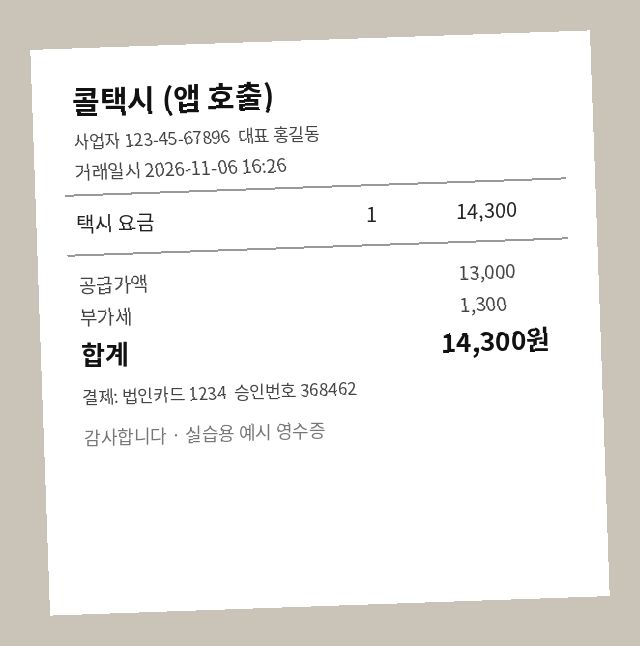 콜택시 (앱 호출)
사업자 123-45-67896 대표 홍길동
거래일시 2026-11-06 16:26
택시 요금 1 14,300
공급가액 13,000
부가세 1,300
합계 14,300원
결제: 법인카드 1234 승인번호 368462
감사합니다 · 실습용 예시 영수증